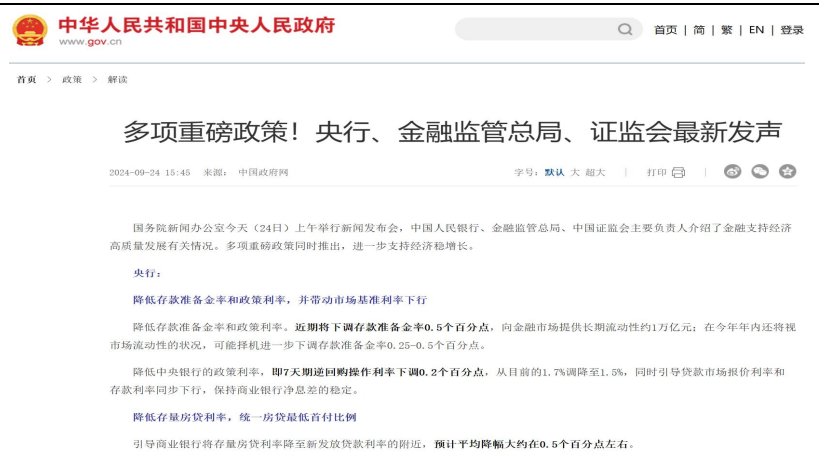 中华人民共和国中央人民政府
www.gov.cn
首页 | 简 | 繁 | EN | 登录
首页 > 政策 > 解读
多项重磅政策！央行、金融监管总局、证监会最新发声
2024-09-24 15:45 来源： 中国政府网
字号：默认 大 超大 | 打印 |
国务院新闻办公室今天（24日）上午举行新闻发布会，中国人民银行、金融监管总局、中国证监会主要负责人介绍了金融支持经济
高质量发展有关情况。多项重磅政策同时推出，进一步支持经济稳增长。
央行：
降低存款准备金率和政策利率，并带动市场基准利率下行
降低存款准备金率和政策利率。近期将下调存款准备金率0.5个百分点，向金融市场提供长期流动性约1万亿元；在今年年内还将视
市场流动性的状况，可能择机进一步下调存款准备金率0.25-0.5个百分点。
降低中央银行的政策利率，即7天期逆回购操作利率下调0.2个百分点，从目前的1.7%调降至1.5%，同时引导贷款市场报价利率和
存款利率同步下行，保持商业银行净息差的稳定。
降低存量房贷利率，统一房贷最低首付比例
引导商业银行将存量房贷利率降至新发放贷款利率的附近，预计平均降幅大约在0.5个百分点左右。